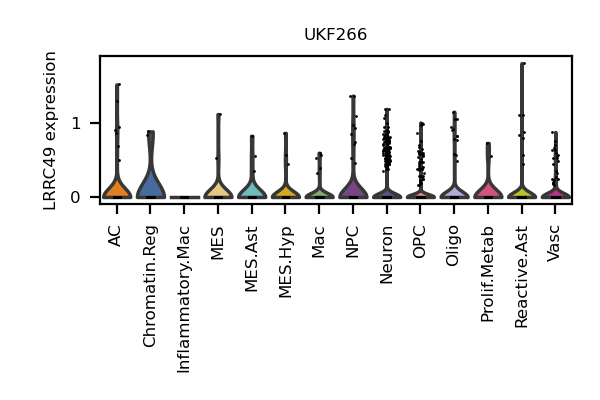 UKF266
LRRC49 expression
1
0
AC
Chromatin.Reg
Inflammatory.Mac
MES
MES.Ast
MES.Hyp
Mac
NPC
Neuron
OPC
Oligo
Prolif.Metab
Reactive.Ast
Vasc